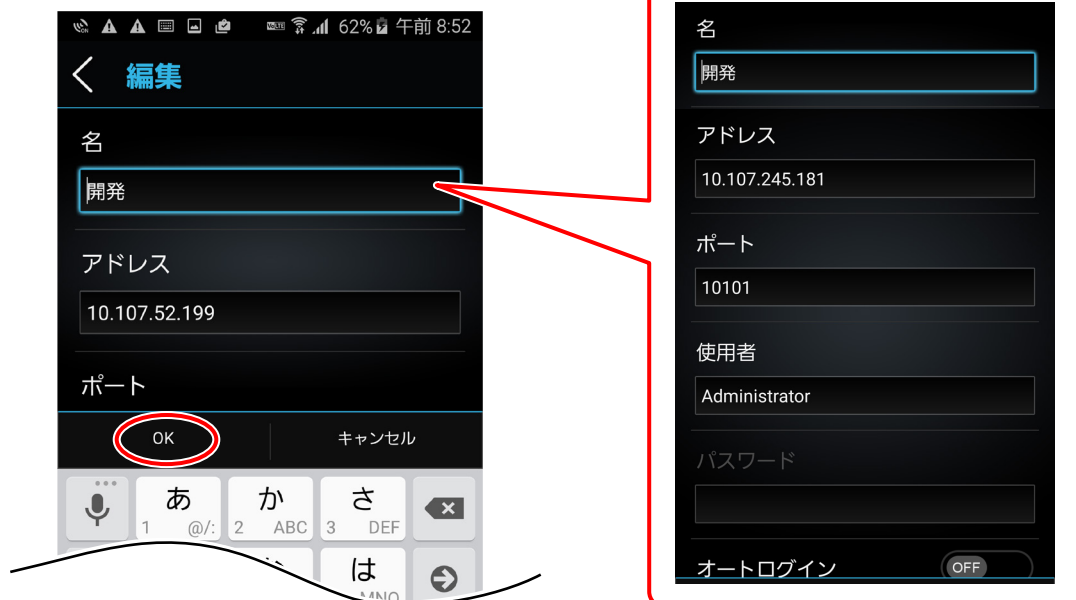 62% 午前 8:52
編集
名
開発
アドレス
10.107.52.199
ポート
OK キャンセル
あ か さ
1 @/: 2 ABC 3 DEF
は
名
開発
アドレス
10.107.245.181
ポート
10101
使用者
Administrator
パスワード
オートログイン OFF